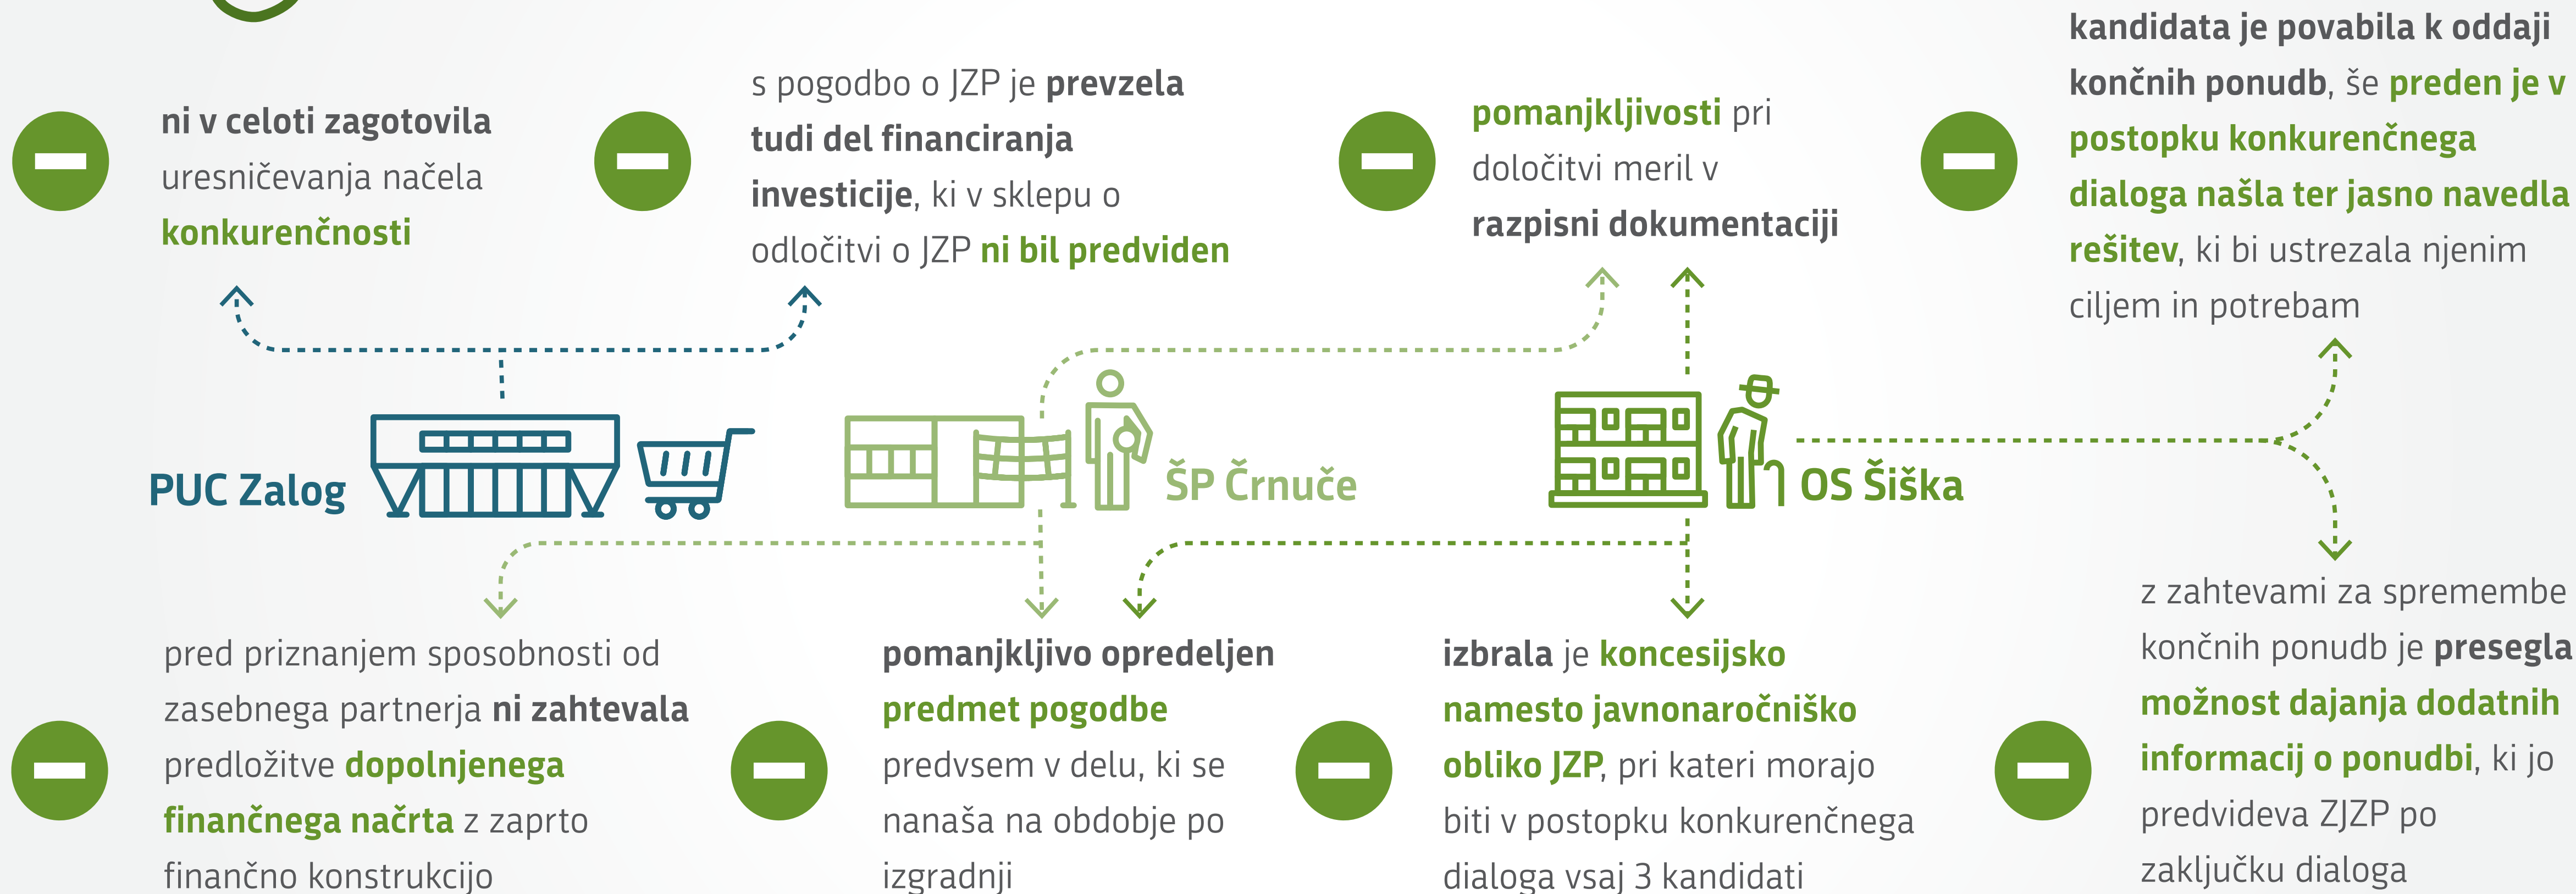 ni v celoti zagotovila
uresničevanja načela
konkurenčnosti
s pogodbo o JZP je prevzela
tudi del financiranja
investicije, ki v sklepu o
odločitvi o JZP ni bil predviden
pomanjkljivosti pri
določitvi meril v
razpisni dokumentaciji
kandidata je povabila k oddaji
končnih ponudb, še preden je v
postopku konkurenčnega
dialoga našla ter jasno navedla
rešitev, ki bi ustrezala njenim
ciljem in potrebam
PUC Zalog
ŠP Črnuče
OS Šiška
pred priznanjem sposobnosti od
zasebnega partnerja ni zahtevala
predložitve dopolnjenega
finančnega načrta z zaprto
finančno konstrukcijo
pomanjkljivo opredeljen
predmet pogodbe
predvsem v delu, ki se
nanaša na obdobje po
izgradnji
izbrala je koncesijsko
namesto javnonaročniško
obliko JZP, pri kateri morajo
biti v postopku konkurenčnega
dialoga vsaj 3 kandidati
z zahtevami za spremembe
končnih ponudb je presegla
možnost dajanja dodatnih
informacij o ponudbi, ki jo
predvideva ZJZP po
zaključku dialoga